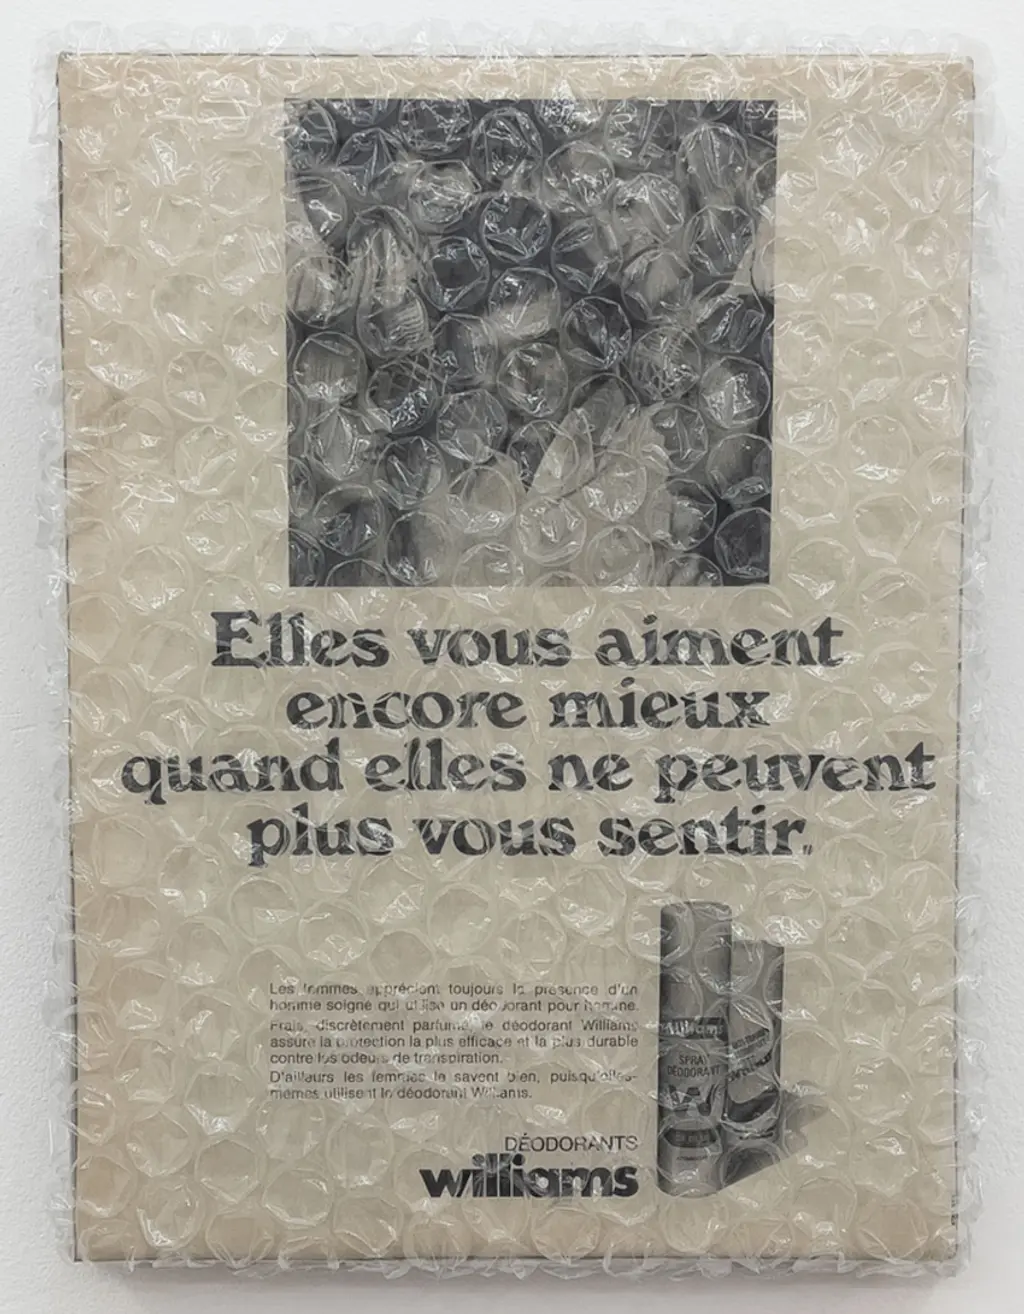 Elles vous aiment
encore mieux
quand elles ne peuvent
plus vous sentir.
Les femmes apprécient toujours la présence d'un
homme soigné qui utilise un déodorant pour homme.
Frais, discrètement parfumé, le déodorant Williams
assure la protection la plus efficace et la plus durable
contre les odeurs de transpiration.
D'ailleurs les femmes le savent bien, puisqu'elles-
mêmes utilisent le déodorant Williams.
DÉODORANTS
williams
Williams
SPRAY
DÉODORANT
W